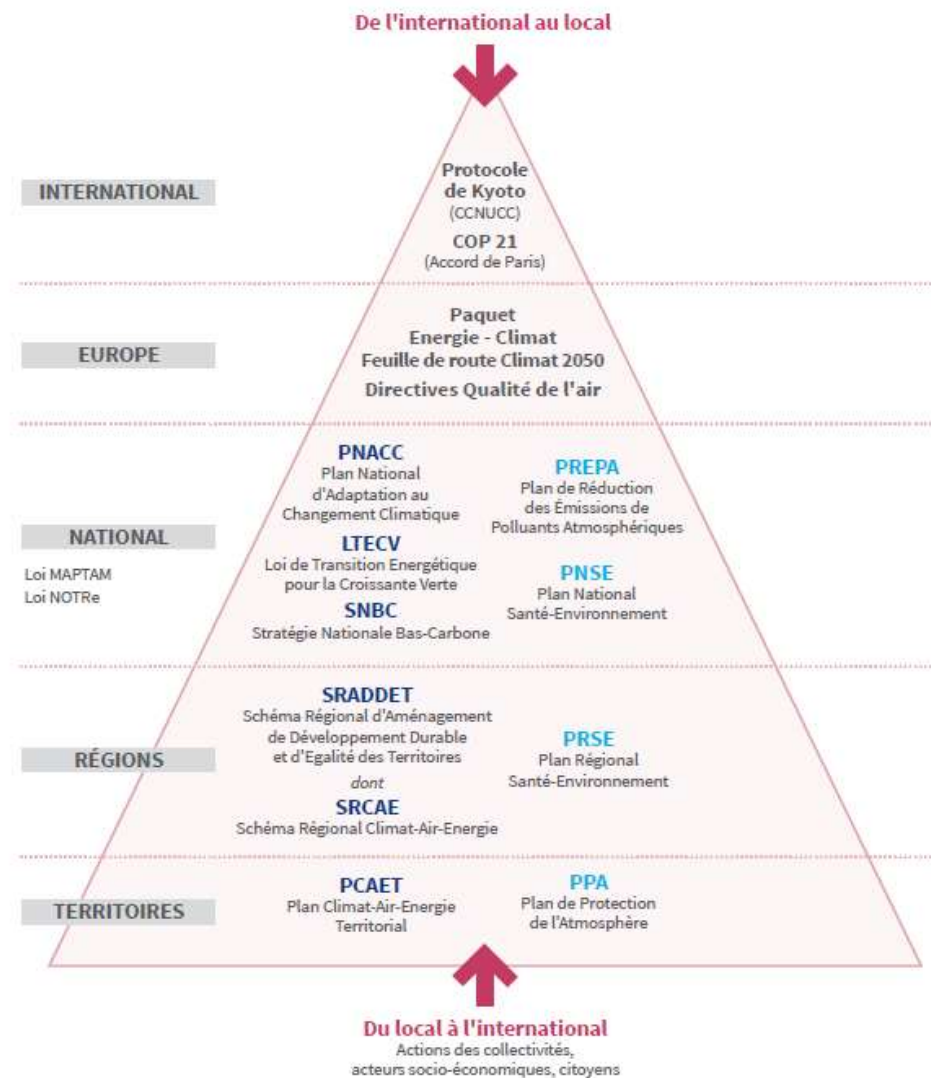 De l'international au local
INTERNATIONAL
Protocole
de Kyoto
(CCNUCC)
COP 21
(Accord de Paris)
EUROPE
Paquet
Energie - Climat
Feuille de route Climat 2050
Directives Qualité de l'air
NATIONAL
Loi MAPTAM
Loi NOTRe
PNACC
Plan National
d'Adaptation au
Changement Climatique
LTECV
Loi de Transition Energétique
pour la Croissante Verte
SNBC
Stratégie Nationale Bas-Carbone
PREPA
Plan de Réduction
des Émissions de
Polluants Atmosphériques
PNSE
Plan National
Santé-Environnement
RÉGIONS
SRADDET
Schéma Régional d'Aménagement
de Développement Durable
et d'Egalité des Territoires
dont
SRCAE
Schéma Régional Climat-Air-Energie
PRSE
Plan Régional
Santé-Environnement
TERRITOIRES
PCAET
Plan Climat-Air-Energie
Territorial
PPA
Plan de Protection
de l'Atmosphère
Du local à l'international
Actions des collectivités,
acteurs socio-économiques, citoyens